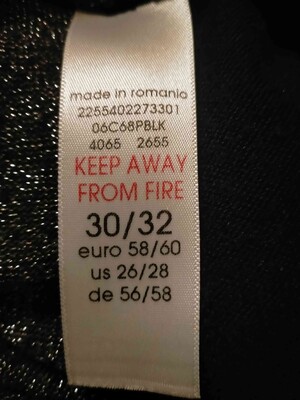 made in romania
2255402273301
06C68PBLK
4065 2655
KEEP AWAY
FROM FIRE
30/32
euro 58/60
us 26/28
de 56/58